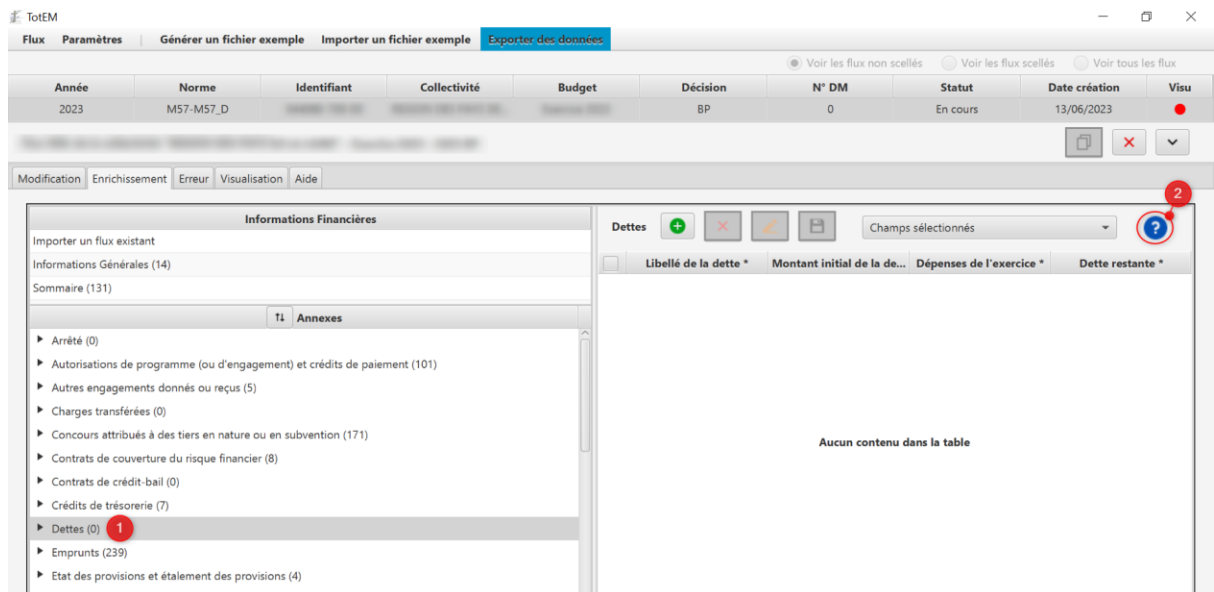 TotEM
Flux Paramètres Générer un fichier exemple Importer un fichier exemple Exporter des données
Voir les flux non scellés Voir les flux scellés Voir tous les flux
Année Norme Identifiant Collectivité Budget Décision N° DM Statut Date création Visu
2023 M57-M57_D BP 0 En cours 13/06/2023
Modification Enrichissement Erreur Visualisation Aide
2
Informations Financières
Dettes Champs sélectionnés ?
Importer un flux existant
Informations Générales (14)
Libellé de la dette * Montant initial de la de... Dépenses de l'exercice * Dette restante *
Sommaire (131)
Annexes
Arrêté (0)
Autorisations de programme (ou d'engagement) et crédits de paiement (101)
Autres engagements donnés ou reçus (5)
Charges transférées (0)
Concours attribués à des tiers en nature ou en subvention (171)
Aucun contenu dans la table
Contrats de couverture du risque financier (8)
Contrats de crédit-bail (0)
Crédits de trésorerie (7)
Dettes (0) 1
Emprunts (239)
Etat des provisions et étalement des provisions (4)